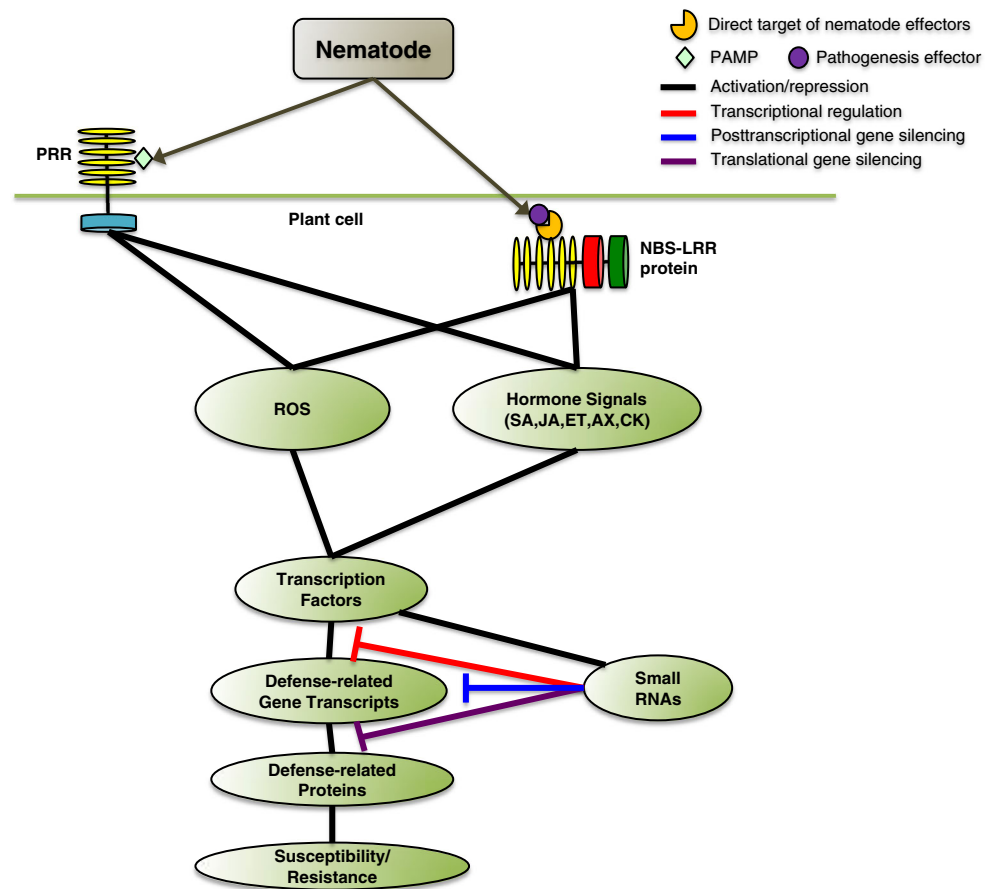 Nematode
Direct target of nematode effectors
PAMP
Pathogenesis effector
Activation/repression
Transcriptional regulation
Posttranscriptional gene silencing
Translational gene silencing
PRR
Plant cell
NBS-LRR
protein
ROS
Hormone Signals
(SA,JA,ET,AX,CK)
Transcription
Factors
Defense-related
Gene Transcripts
Small
RNAs
Defense-related
Proteins
Susceptibility/
Resistance